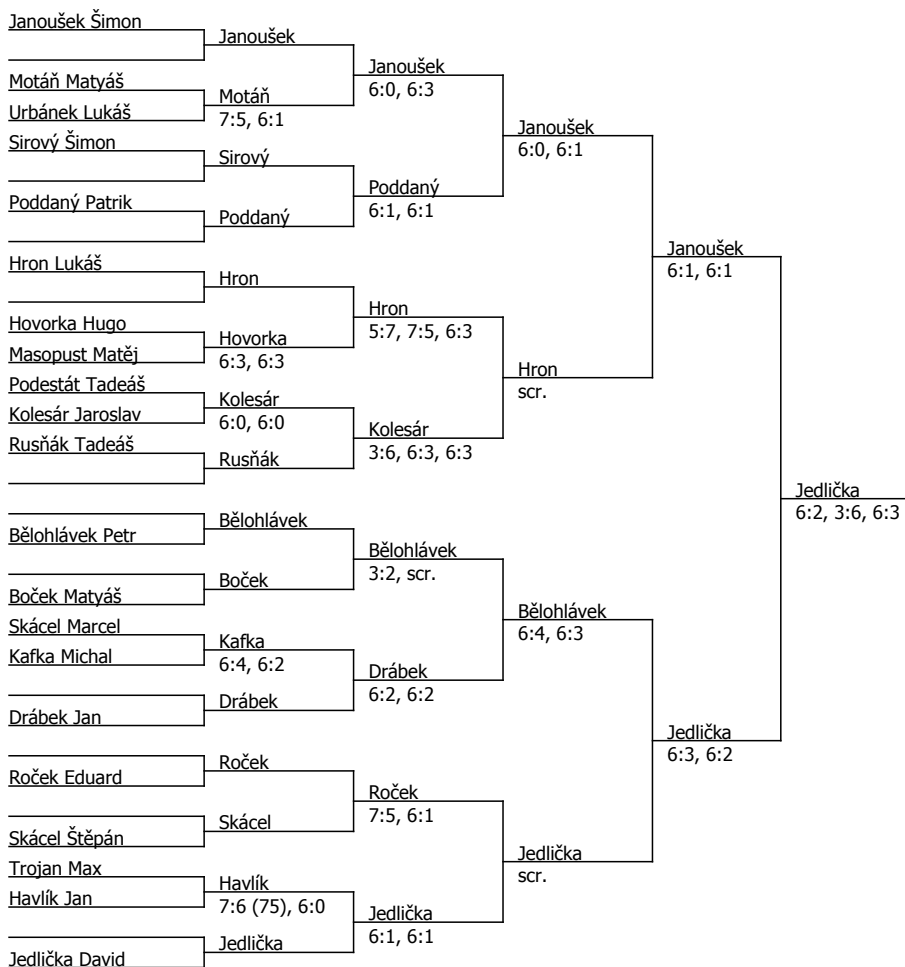 Janoušek Šimon
Motáň Matyáš
Urbánek Lukáš
Sirový Šimon
Poddaný Patrik
Hron Lukáš
Hovorka Hugo
Masopust Matěj
Podestát Tadeáš
Kolesár Jaroslav
Rusňák Tadeáš
Bělohlávek Petr
Boček Matyáš
Skácel Marcel
Kafka Michal
Drábek Jan
Roček Eduard
Skácel Štěpán
Trojan Max
Havlík Jan
Jedlička David
Janoušek
Motáň
7:5, 6:1
Sirový
Poddaný
Hron
Hovorka
6:3, 6:3
Kolesár
6:0, 6:0
Rusňák
Bělohlávek
Boček
Kafka
6:4, 6:2
Drábek
Roček
Skácel
Havlík
7:6 (75), 6:0
Jedlička
Janoušek
6:0, 6:3
Poddaný
6:1, 6:1
Hron
5:7, 7:5, 6:3
Kolesár
3:6, 6:3, 6:3
Bělohlávek
3:2, scr.
Drábek
6:2, 6:2
Roček
7:5, 6:1
Jedlička
6:1, 6:1
Janoušek
6:0, 6:1
Hron
scr.
Bělohlávek
6:4, 6:3
Jedlička
scr.
Janoušek
6:1, 6:1
Jedlička
6:3, 6:2
Jedlička
6:2, 3:6, 6:3